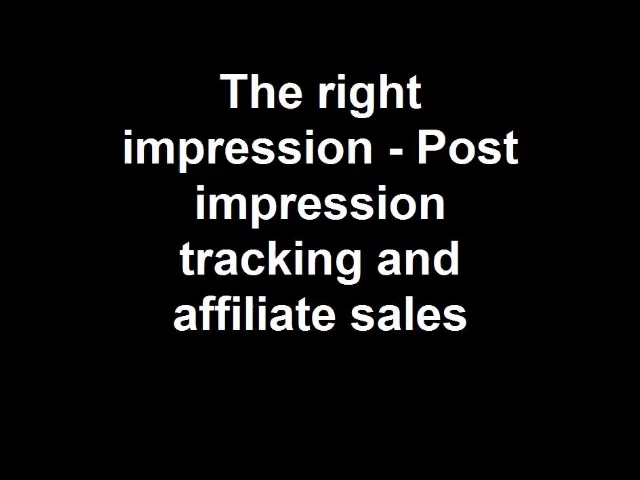 The right
impression - Post
impression
tracking and
affiliate sales